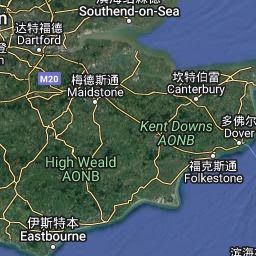 Southend-on-Sea
达特福德
Dartford
M20
梅德斯通
Maidstone
坎特伯雷
Canterbury
Kent Downs
AONB
多佛尔
Dover
福克斯通
Folkestone
High Weald
AONB
伊斯特本
Eastbourne
滨海